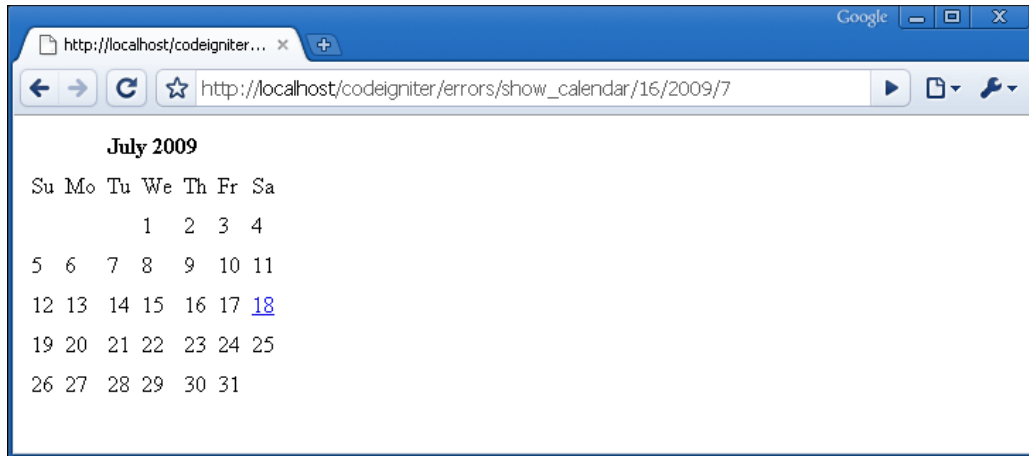 Google
http://localhost/codeigniter...
http://localhost/codeigniter/errors/show_calendar/16/2009/7
July 2009
Su Mo Tu We Th Fr Sa
1 2 3 4
5 6 7 8 9 10 11
12 13 14 15 16 17 18
19 20 21 22 23 24 25
26 27 28 29 30 31